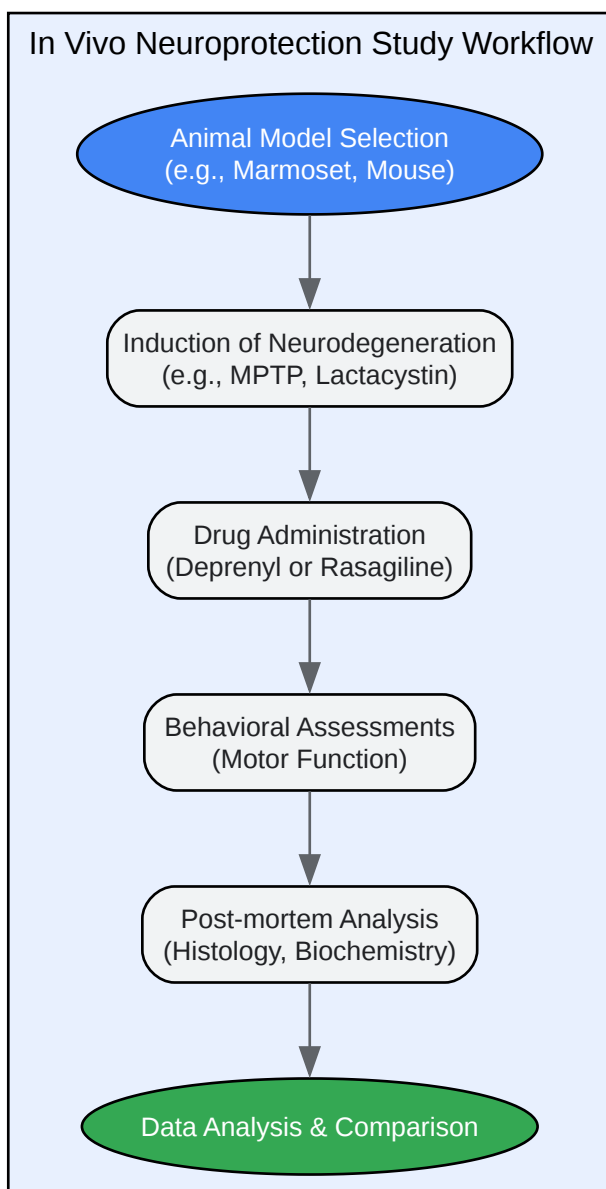 In Vivo Neuroprotection Study Workflow
Animal Model Selection
(e.g., Marmoset, Mouse)
Induction of Neurodegeneration
(e.g., MPTP, Lactacystin)
Drug Administration
(Deprenyl or Rasagiline)
Behavioral Assessments
(Motor Function)
Post-mortem Analysis
(Histology, Biochemistry)
Data Analysis & Comparison